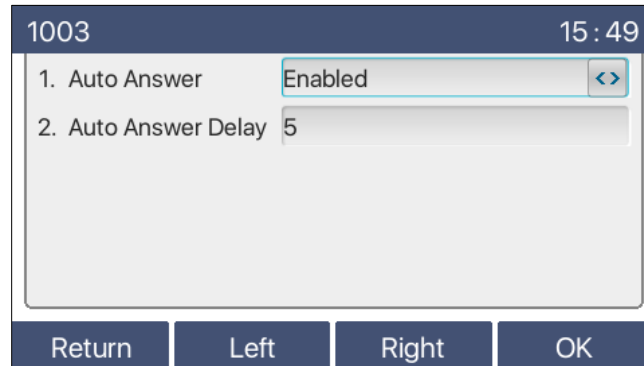 1003 15:49
1. Auto Answer Enabled <>
2. Auto Answer Delay 5
Return Left Right OK